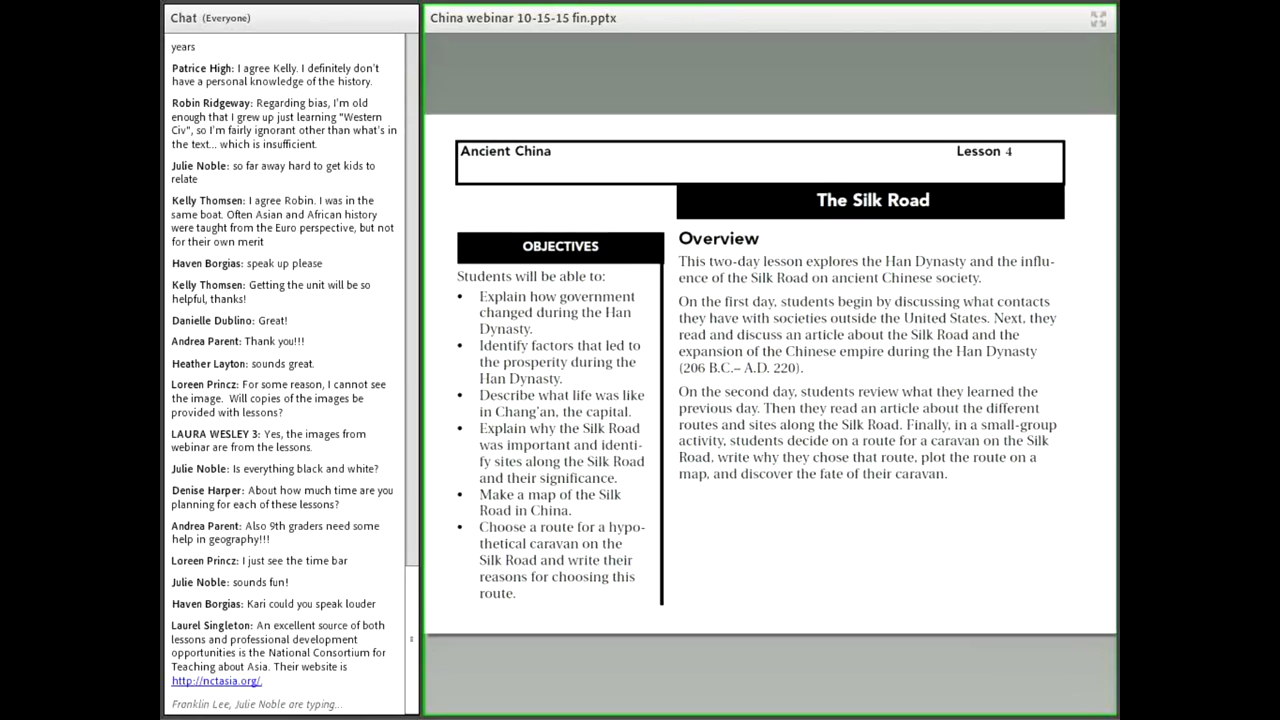 Chat (Everyone)
years
Patrice High: I agree Kelly. I definitely don't
have a personal knowledge of the history.
Robin Ridgeway: Regarding bias, I'm old
enough that I grew up just learning "Western
Civ", so I'm fairly ignorant other than what's in
the text... which is insufficient.
Julie Noble: so far away hard to get kids to
relate
Kelly Thomsen: I agree Robin. I was in the
same boat. Often Asian and African history
were taught from the Euro perspective, but not
for their own merit
Haven Borgias: speak up please
Kelly Thomsen: Getting the unit will be so
helpful, thanks!
Danielle Dublino: Great!
Andrea Parent: Thank you!!!
Heather Layton: sounds great.
Loreen Princz: For some reason, I cannot see
the image. Will copies of the images be
provided with lessons?
LAURA WESLEY 3: Yes, the images from
webinar are from the lessons.
Julie Noble: Is everything black and white?
Denise Harper: About how much time are you
planning for each of these lessons?
Andrea Parent: Also 9th graders need some
help in geography!!!
Loreen Princz: I just see the time bar
Julie Noble: sounds fun!
Haven Borgias: Kari could you speak louder
Laurel Singleton: An excellent source of both
lessons and professional development
opportunities is the National Consortium for
Teaching about Asia. Their website is
http://nctasia.org/.
Franklin Lee, Julie Noble are typing...
China webinar 10-15-15 fin.pptx
Ancient China Lesson 4
The Silk Road
OBJECTIVES
Students will be able to:
• Explain how government
changed during the Han
Dynasty.
• Identify factors that led to
the prosperity during the
Han Dynasty.
• Describe what life was like
in Chang'an, the capital.
• Explain why the Silk Road
was important and identi-
fy sites along the Silk Road
and their significance.
• Make a map of the Silk
Road in China.
• Choose a route for a hypo-
thetical caravan on the
Silk Road and write their
reasons for choosing this
route.
Overview
This two-day lesson explores the Han Dynasty and the influ-
ence of the Silk Road on ancient Chinese society.
On the first day, students begin by discussing what contacts
they have with societies outside the United States. Next, they
read and discuss an article about the Silk Road and the
expansion of the Chinese empire during the Han Dynasty
(206 B.C.– A.D. 220).
On the second day, students review what they learned the
previous day. Then they read an article about the different
routes and sites along the Silk Road. Finally, in a small-group
activity, students decide on a route for a caravan on the Silk
Road, write why they chose that route, plot the route on a
map, and discover the fate of their caravan.